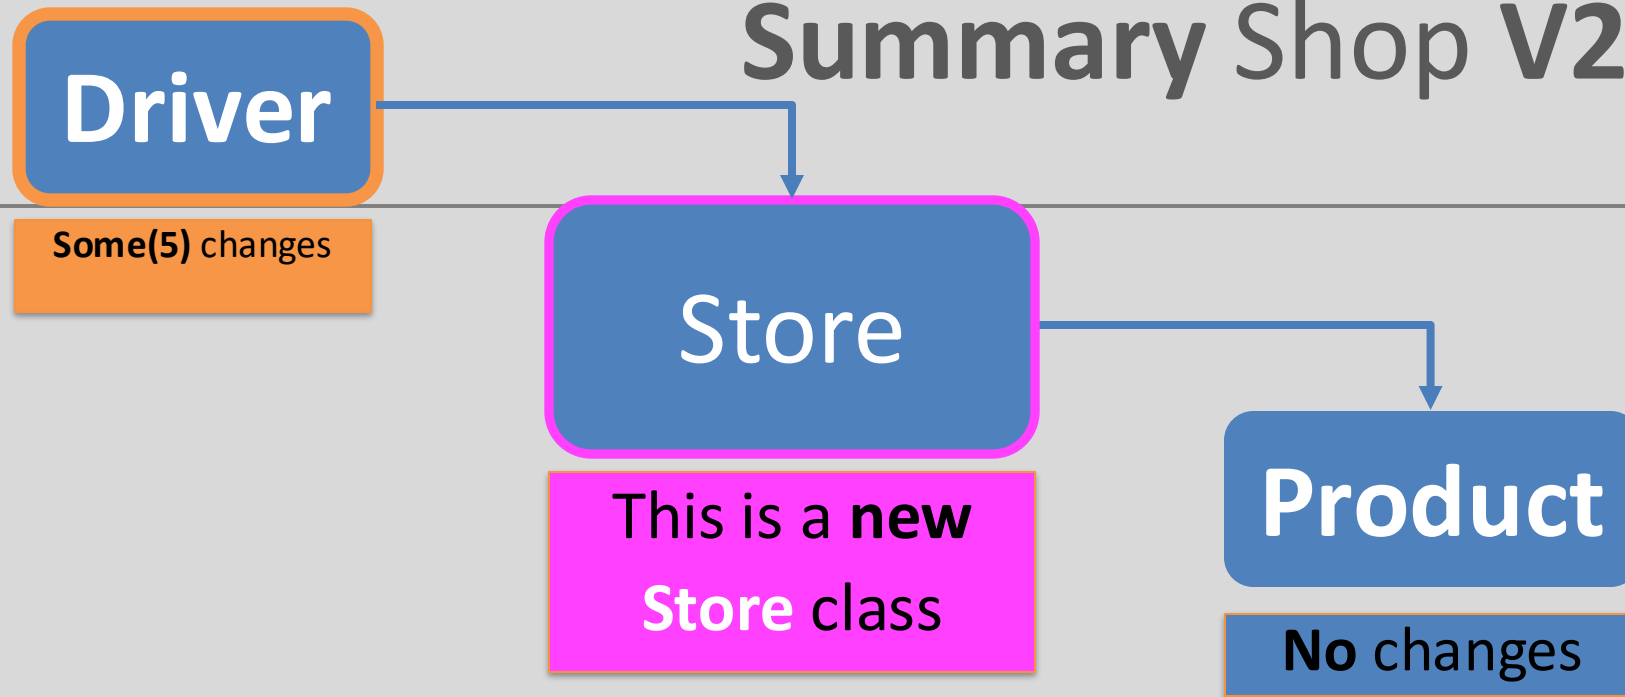 Summary Shop V2
Driver
Some(5) changes
Store
This is a new
Store class
Product
No changes